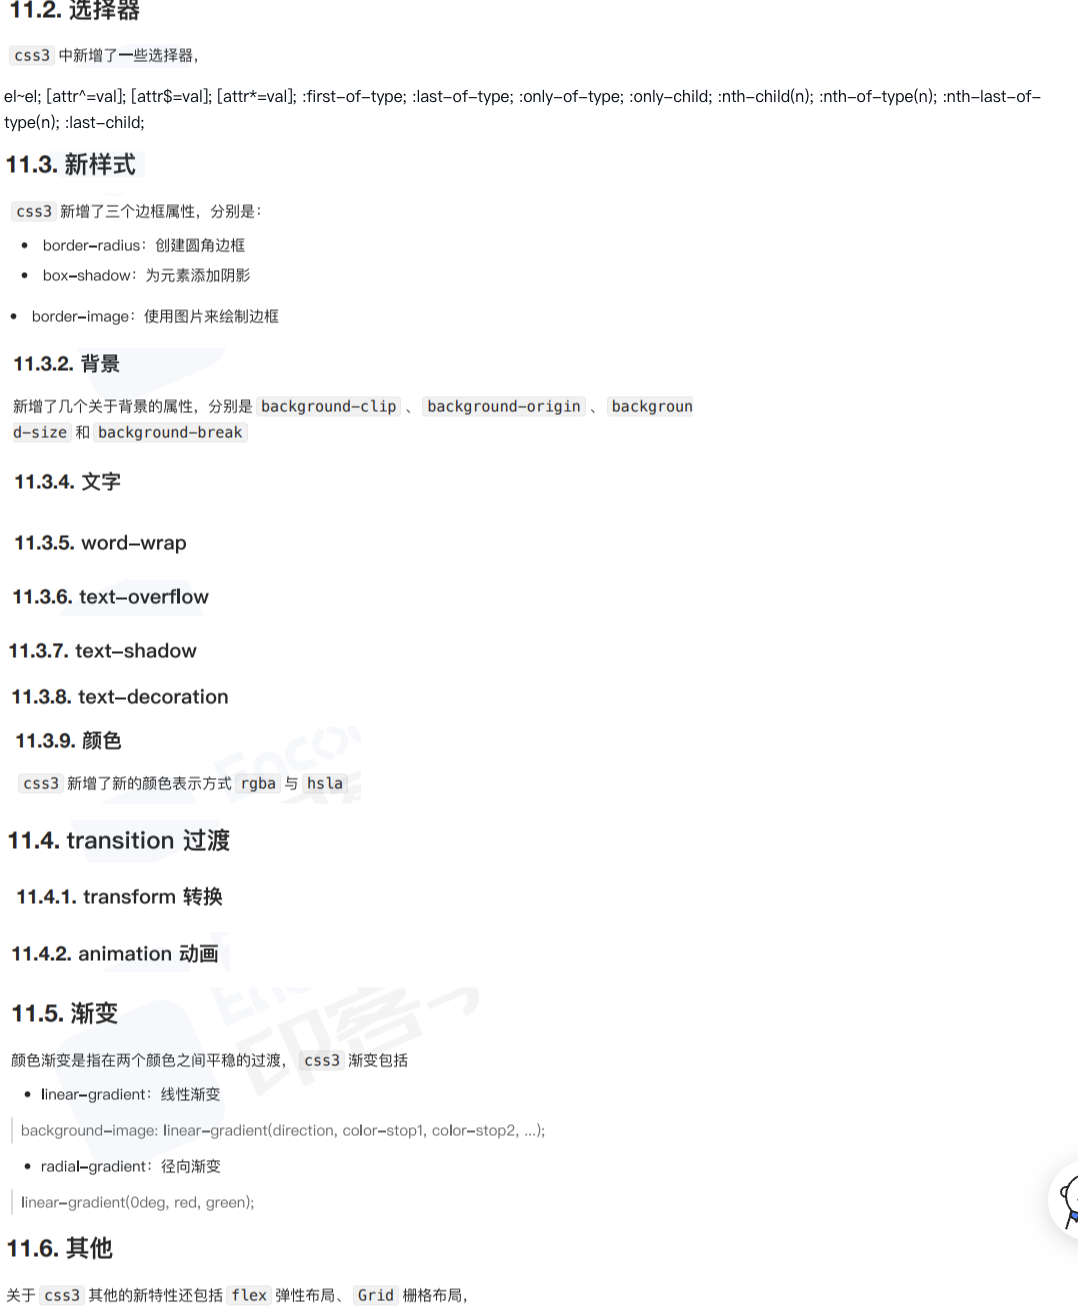 11.2. 选择器
css3 中新增了一些选择器，
el~el; [attr^=val]; [attr$=val]; [attr*=val]; :first-of-type; :last-of-type; :only-of-type; :only-child; :nth-child(n); :nth-of-type(n); :nth-last-of-
type(n); :last-child;
11.3. 新样式
css3 新增了三个边框属性，分别是：
• border-radius：创建圆角边框
• box-shadow：为元素添加阴影
• border-image：使用图片来绘制边框
11.3.2. 背景
新增了几个关于背景的属性，分别是 background-clip 、 background-origin 、 backgroun
d-size 和 background-break
11.3.4. 文字
11.3.5. word-wrap
11.3.6. text-overflow
11.3.7. text-shadow
11.3.8. text-decoration
11.3.9. 颜色
css3 新增了新的颜色表示方式 rgba 与 hsla
11.4. transition 过渡
11.4.1. transform 转换
11.4.2. animation 动画
11.5. 渐变
颜色渐变是指在两个颜色之间平稳的过渡， css3 渐变包括
• linear-gradient：线性渐变
background-image: linear-gradient(direction, color-stop1, color-stop2, ...);
• radial-gradient：径向渐变
linear-gradient(0deg, red, green);
11.6. 其他
关于 css3 其他的新特性还包括 flex 弹性布局、 Grid 栅格布局，